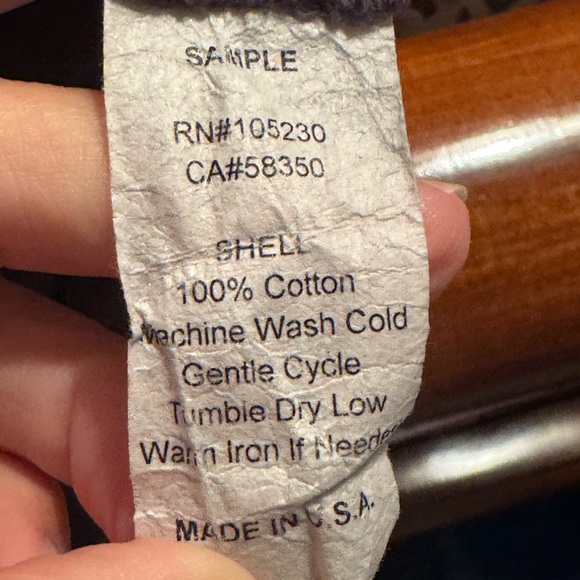 SAMPLE
RN#105230
CA#58350
SHELL
100% Cotton
Machine Wash Cold
Gentle Cycle
Tumble Dry Low
Warm Iron If Needed
MADE IN U.S.A.